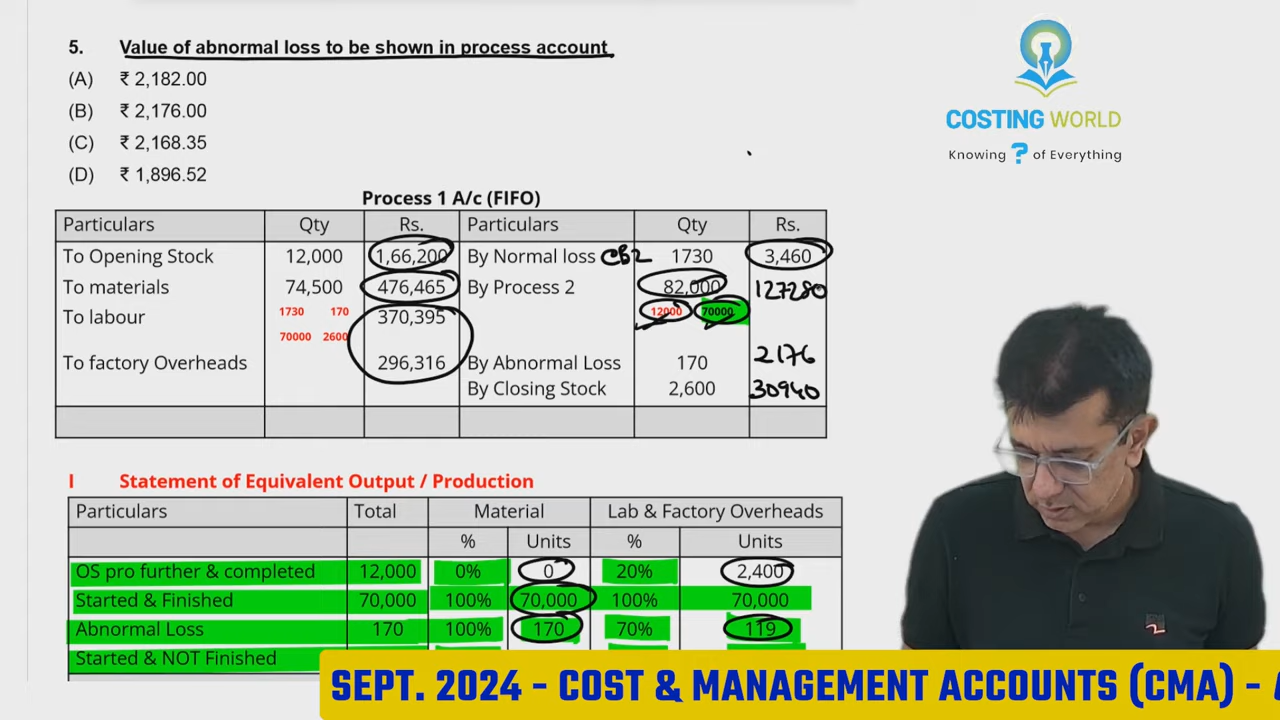 5. Value of abnormal loss to be shown in process account
(A) ₹ 2,182.00
(B) ₹ 2,176.00
(C) ₹ 2,168.35
(D) ₹ 1,896.52
COSTING WORLD
Knowing ? of Everything
Process 1 A/c (FIFO)
Particulars Qty Rs. Particulars Qty Rs.
To Opening Stock 12,000 1,66,200 By Normal loss CB2 1730 3,460
To materials 74,500 476,465 By Process 2 82,000 127280
To labour 1730 170 370,395 12000 70000
70000 2600
To factory Overheads 296,316 By Abnormal Loss 170 2176
By Closing Stock 2,600 30940
I Statement of Equivalent Output / Production
Particulars Total Material Lab & Factory Overheads
% Units % Units
OS pro further & completed 12,000 0% 0 20% 2,400
Started & Finished 70,000 100% 70,000 100% 70,000
Abnormal Loss 170 100% 170 70% 119
Started & NOT Finished
SEPT. 2024 - COST & MANAGEMENT ACCOUNTS (CMA) -